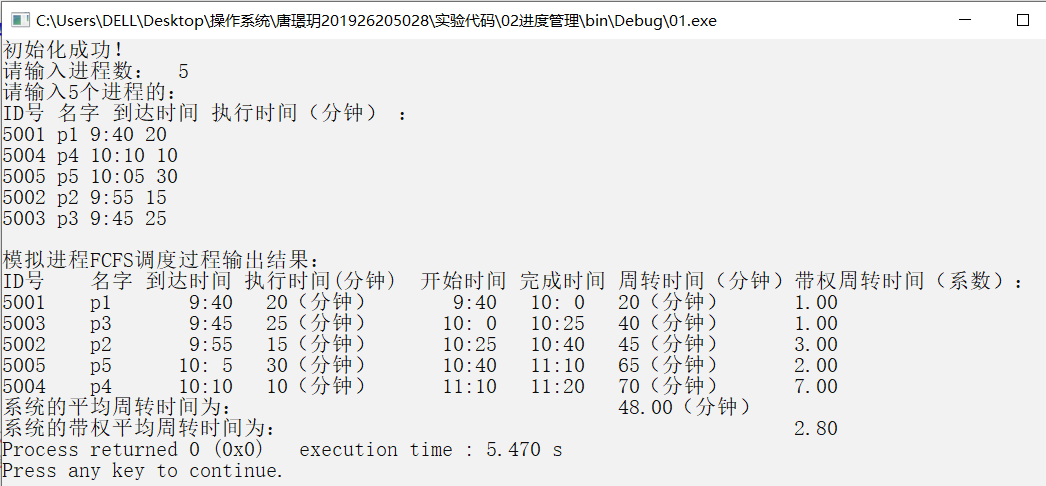 C:\Users\DELL\Desktop\操作系统\唐璟玥201926205028\实验代码\02进度管理\bin\Debug\01.exe
初始化成功!
请输入进程数:  5
请输入5个进程的:
ID号 名字 到达时间 执行时间（分钟） :
5001 p1 9:40 20
5004 p4 10:10 10
5005 p5 10:05 30
5002 p2 9:55 15
5003 p3 9:45 25
模拟进程FCFS调度过程输出结果:
ID号 名字 到达时间 执行时间(分钟) 开始时间 完成时间 周转时间（分钟）带权周转时间（系数）:
5001 p1 9:40 20（分钟） 9:40 10: 0 20（分钟） 1.00
5003 p3 9:45 25（分钟） 10: 0 10:25 40（分钟） 1.00
5002 p2 9:55 15（分钟） 10:25 10:40 45（分钟） 3.00
5005 p5 10: 5 30（分钟） 10:40 11:10 65（分钟） 2.00
5004 p4 10:10 10（分钟） 11:10 11:20 70（分钟） 7.00
系统的平均周转时间为: 48.00（分钟）
系统的带权平均周转时间为: 2.80
Process returned 0 (0x0)   execution time : 5.470 s
Press any key to continue.